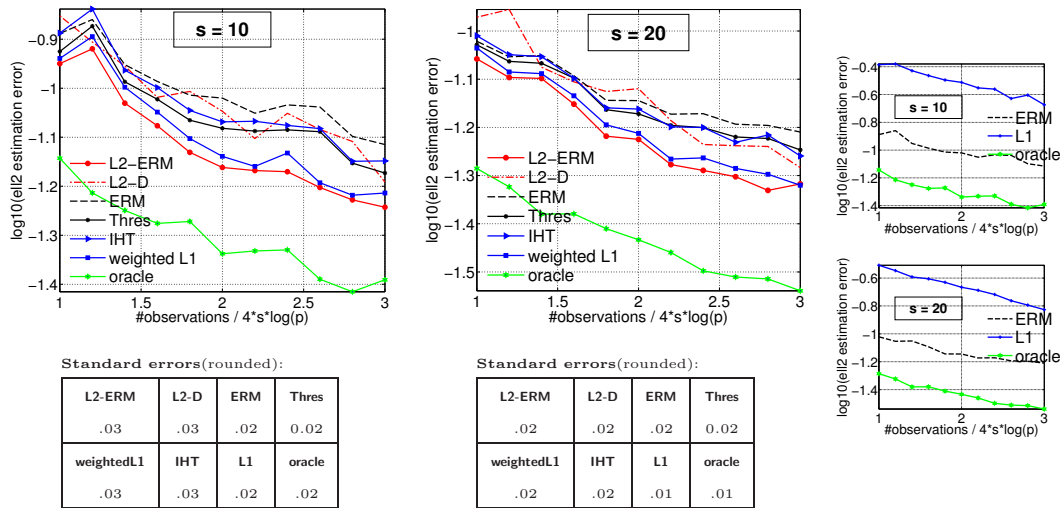 s = 10
log10(ell2 estimation error)
−0.9
−1
−1.1
−1.2
−1.3
−1.4
1
1.5
2
2.5
3
#observations / 4*s*log(p)
L2−ERM
L2−D
ERM
Thres
IHT
weighted L1
oracle
s = 20
log10(ell2 estimation error)
−1
−1.1
−1.2
−1.3
−1.4
−1.5
1
1.5
2
2.5
3
#observations / 4*s*log(p)
L2−ERM
L2−D
ERM
Thres
IHT
weighted L1
oracle
s = 10
log10(ell2 estimation error)
−0.4
−0.6
−0.8
−1
−1.2
−1.4
1
2
3
#observations / 4*s*log(p)
ERM
L1
oracle
s = 20
log10(ell2 estimation error)
−0.6
−0.8
−1
−1.2
−1.4
1
2
3
#observations / 4*s*log(p)
ERM
L1
oracle
Standard errors(rounded):
L2-ERM L2-D ERM Thres
.03 .03 .02 0.02
weightedL1 IHT L1 oracle
.03 .03 .02 .02
Standard errors(rounded):
L2-ERM L2-D ERM Thres
.02 .02 .02 0.02
weightedL1 IHT L1 oracle
.02 .02 .01 .01